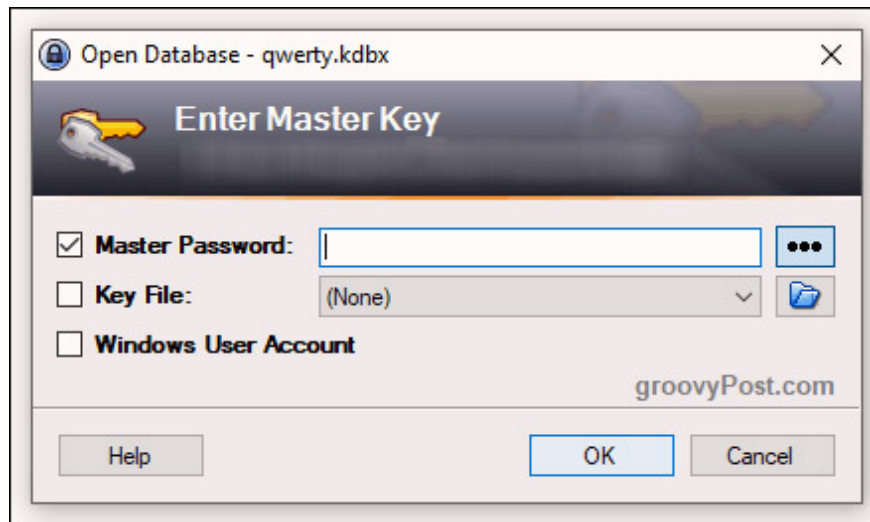 Open Database - qwerty.kdbx
Enter Master Key
Master Password:
Key File: (None)
Windows User Account
groovyPost.com
Help OK Cancel